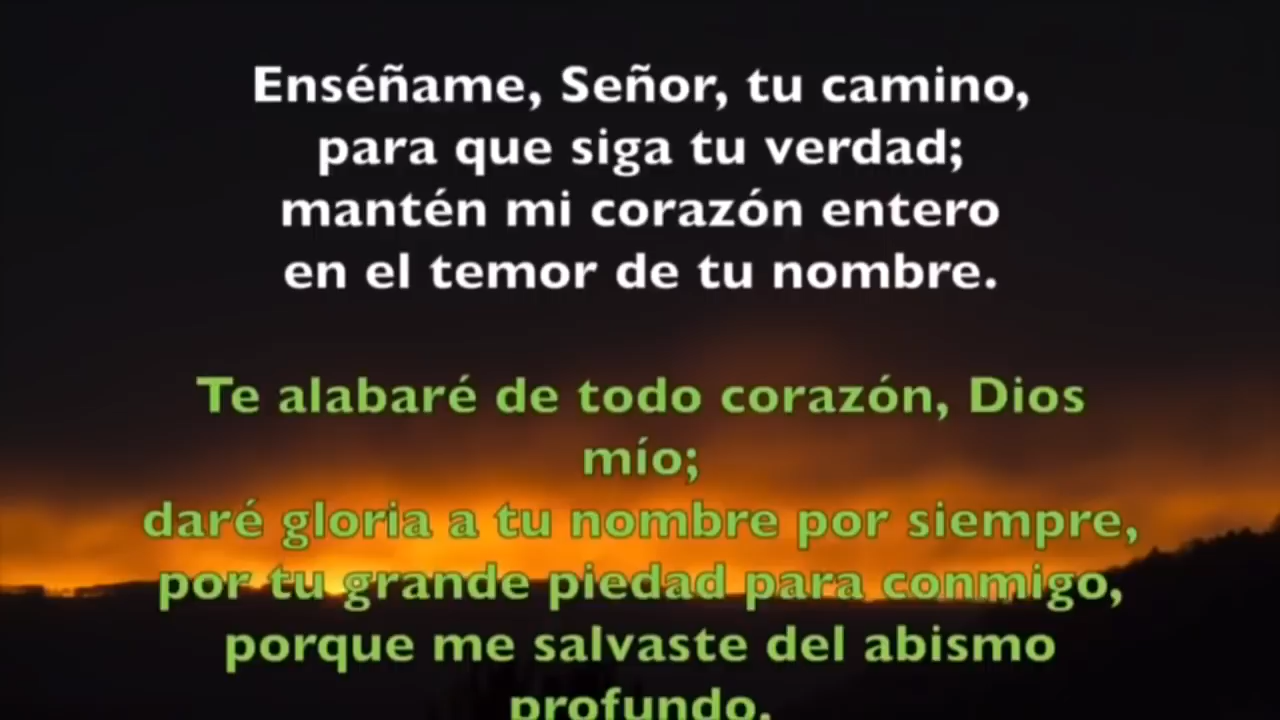 Enséñame, Señor, tu camino,
para que siga tu verdad;
mantén mi corazón entero
en el temor de tu nombre.
Te alabaré de todo corazón, Dios
mío;
daré gloria a tu nombre por siempre,
por tu grande piedad para conmigo,
porque me salvaste del abismo
profundo.